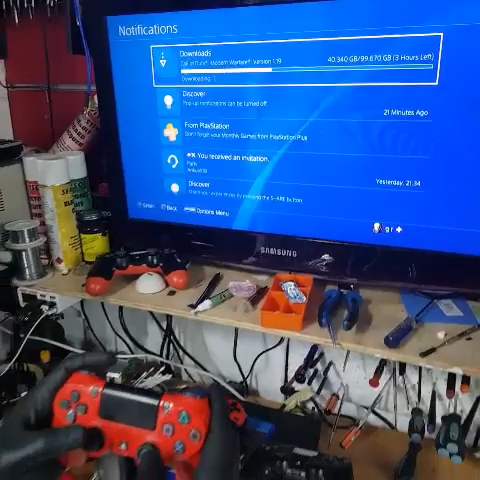 Notifications
Downloads
Call of Duty®: Modern Warfare® Version 1.19
40.340 GB/99.670 GB (3 Hours Left)
Downloading...
Discover
Pop-up notifications can be turned off.
21 Minutes Ago
From PlayStation
Don't forget your Monthly Games from PlayStation Plus
You received an invitation.
Party
Yesterday, 21:34
Discover
Enter Back Options Menu
SAMSUNG